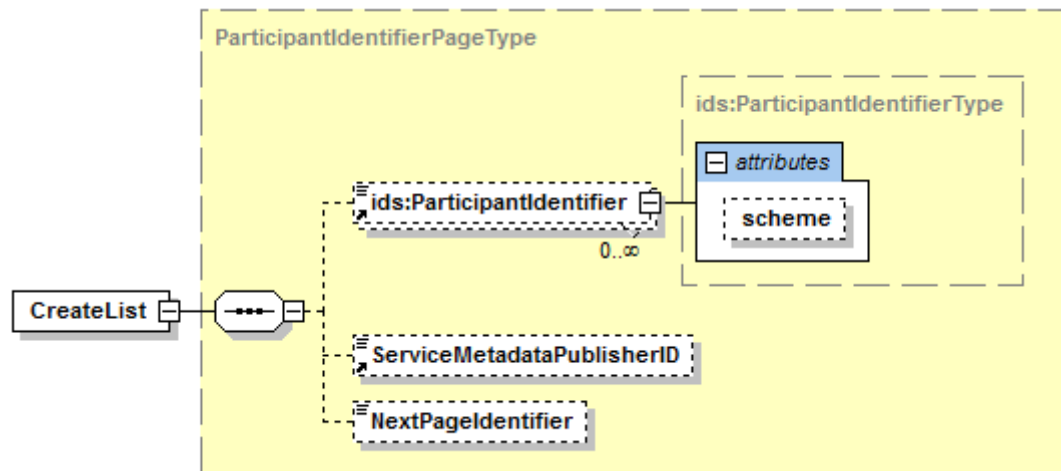 ParticipantIdentifierPageType
ids:ParticipantIdentifierType
attributes
ids:ParticipantIdentifier
scheme
0..∞
CreateList
ServiceMetadataPublisherID
NextPageIdentifier